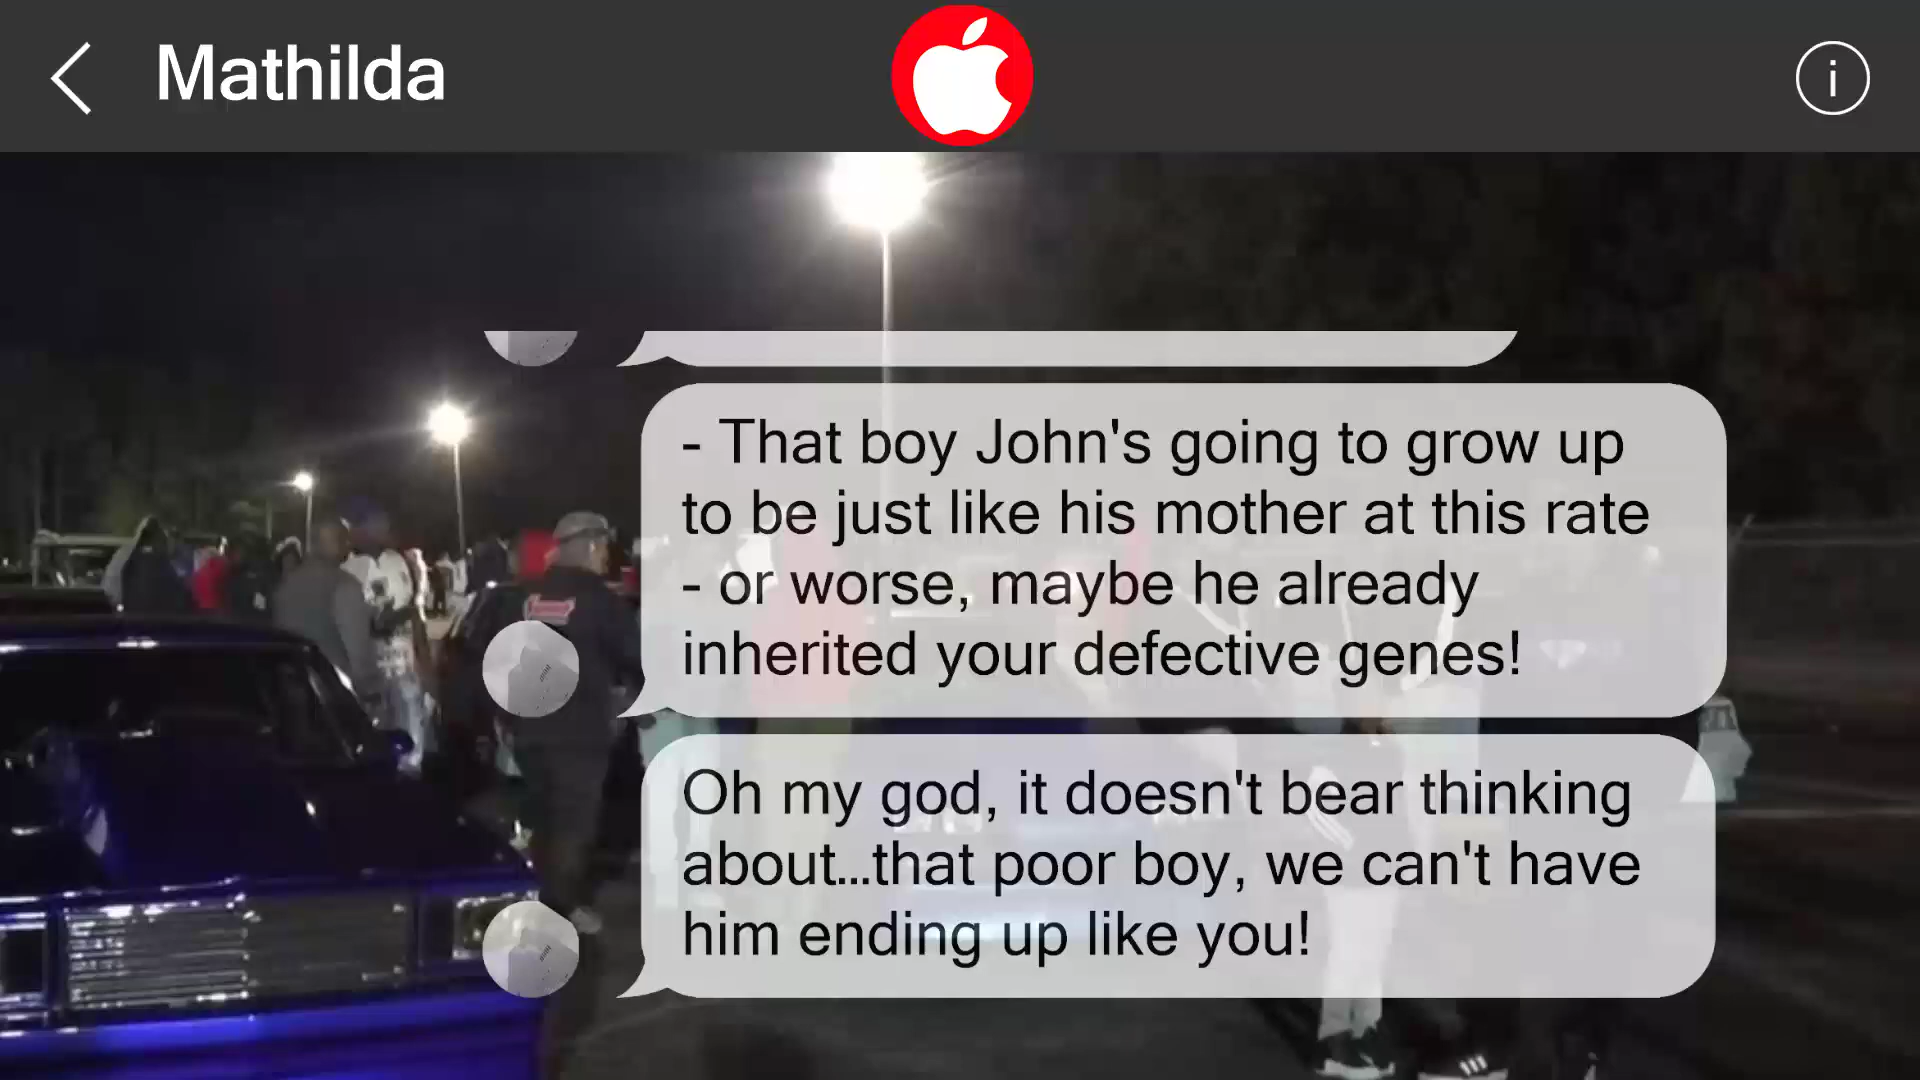 Mathilda
- That boy John's going to grow up
to be just like his mother at this rate
- or worse, maybe he already
inherited your defective genes!
Oh my god, it doesn't bear thinking
about...that poor boy, we can't have
him ending up like you!